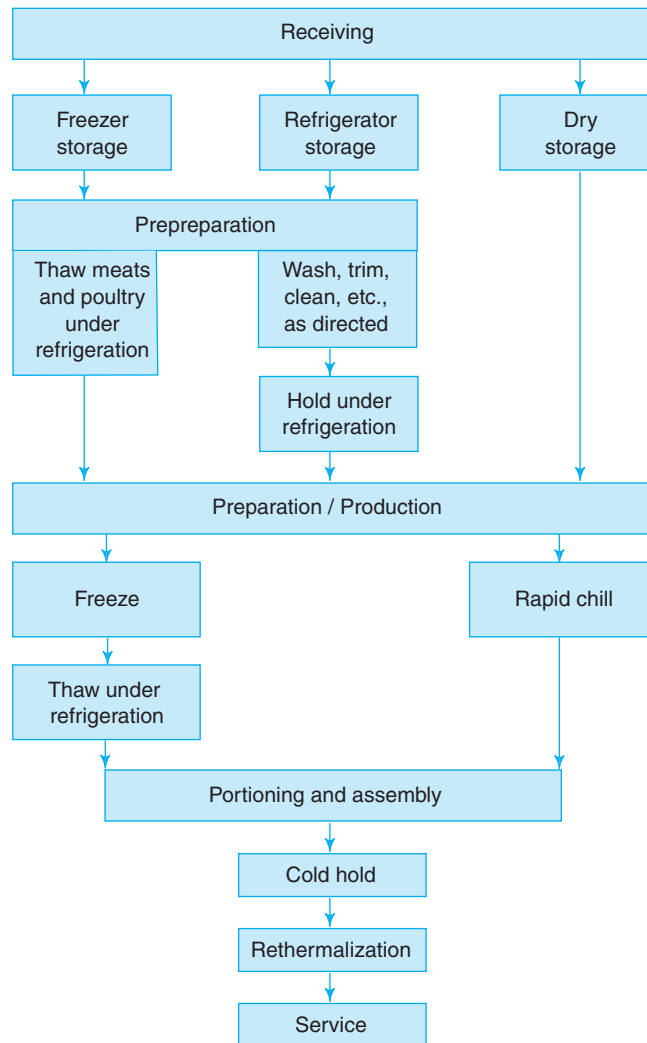 Receiving
Freezer
storage
Refrigerator
storage
Dry
storage
Prepreparation
Thaw meats
and poultry
under
refrigeration
Wash, trim,
clean, etc.,
as directed
Hold under
refrigeration
Preparation / Production
Freeze
Rapid chill
Thaw under
refrigeration
Portioning and assembly
Cold hold
Rethermalization
Service